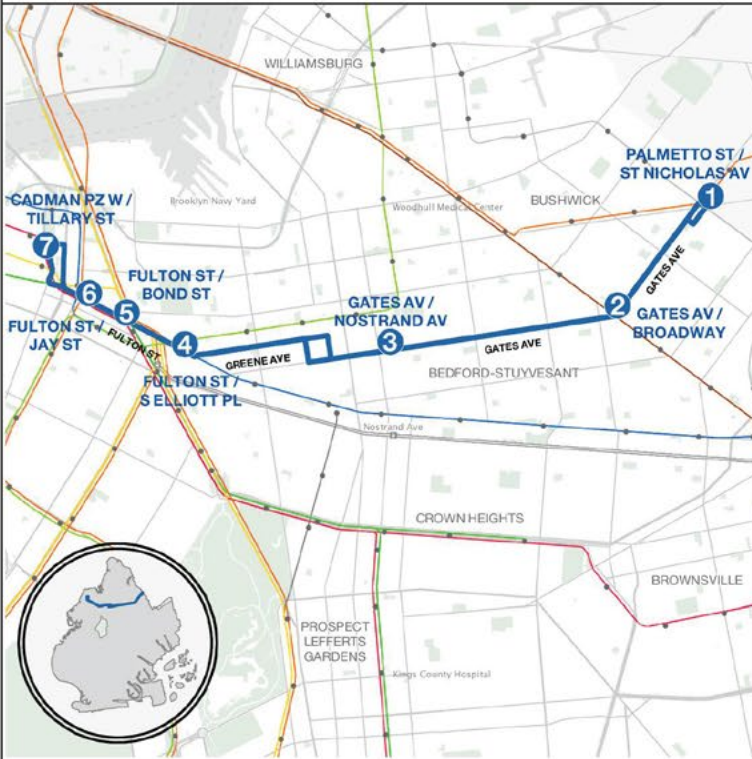 WILLIAMSBURG
PALMETTO ST /
ST NICHOLAS AV
1
BUSHWICK
Brooklyn Navy Yard
Woodhull Medical Center
CADMAN PZ W /
TILLARY ST
7
GATES AVE
6
FULTON ST /
BOND ST
5
GATES AV /
NOSTRAND AV
3
2
GATES AV /
BROADWAY
FULTON ST /
JAY ST
FULTON ST
4
GREENE AVE
GATES AVE
BEDFORD-STUYVESANT
FULTON ST /
S ELLIOTT PL
Nostrand Ave
CROWN HEIGHTS
BROWNSVILLE
PROSPECT
LEFFERTS
GARDENS
Kings County Hospital